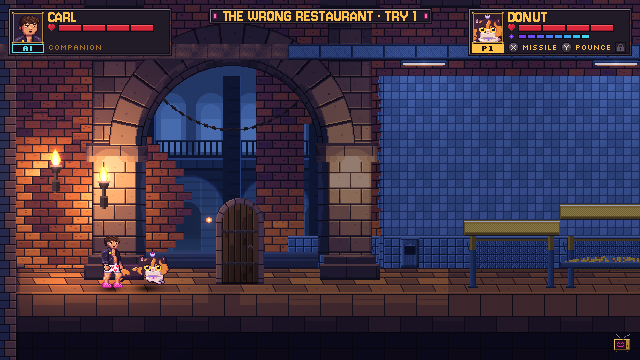 CARL
AI COMPANION
THE WRONG RESTAURANT · TRY 1
DONUT
P1 X MISSILE Y POUNCE